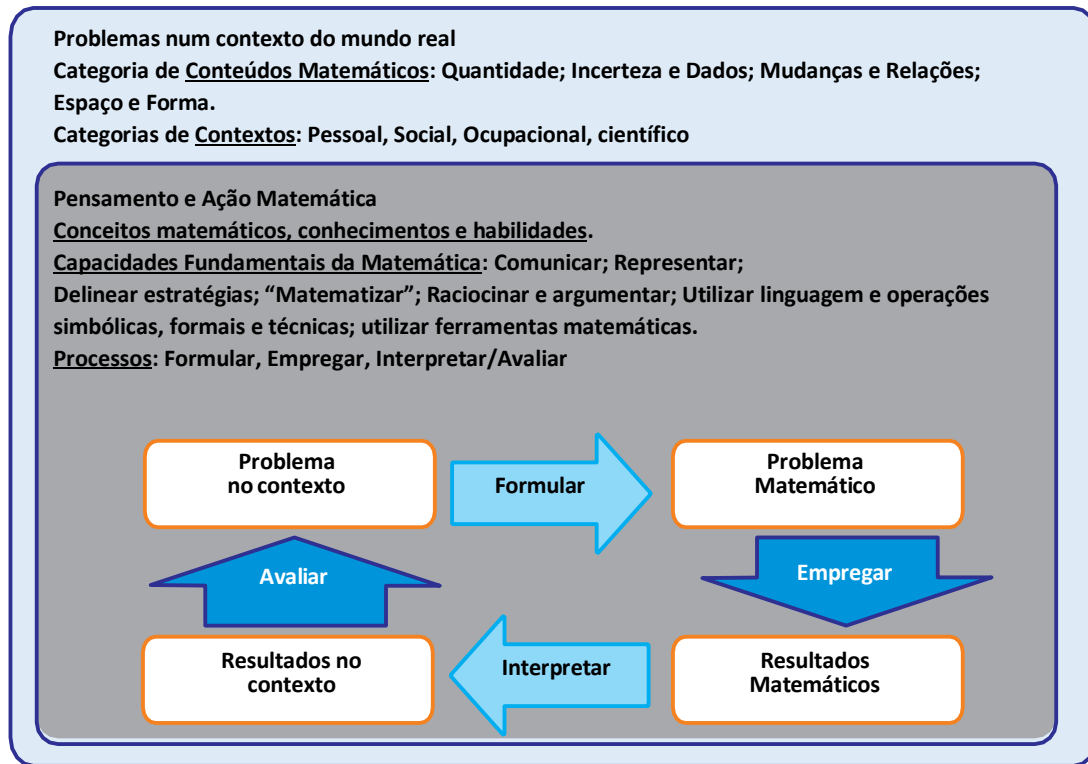 Problemas num contexto do mundo real
Categoria de Conteúdos Matemáticos: Quantidade; Incerteza e Dados; Mudanças e Relações;
Espaço e Forma.
Categorias de Contextos: Pessoal, Social, Ocupacional, científico
Pensamento e Ação Matemática
Conceitos matemáticos, conhecimentos e habilidades.
Capacidades Fundamentais da Matemática: Comunicar; Representar;
Delinear estratégias; “Matematizar”; Raciocinar e argumentar; Utilizar linguagem e operações
simbólicas, formais e técnicas; utilizar ferramentas matemáticas.
Processos: Formular, Empregar, Interpretar/Avaliar
Problema
no contexto
Formular
Problema
Matemático
Avaliar
Empregar
Resultados no
contexto
Interpretar
Resultados
Matemáticos